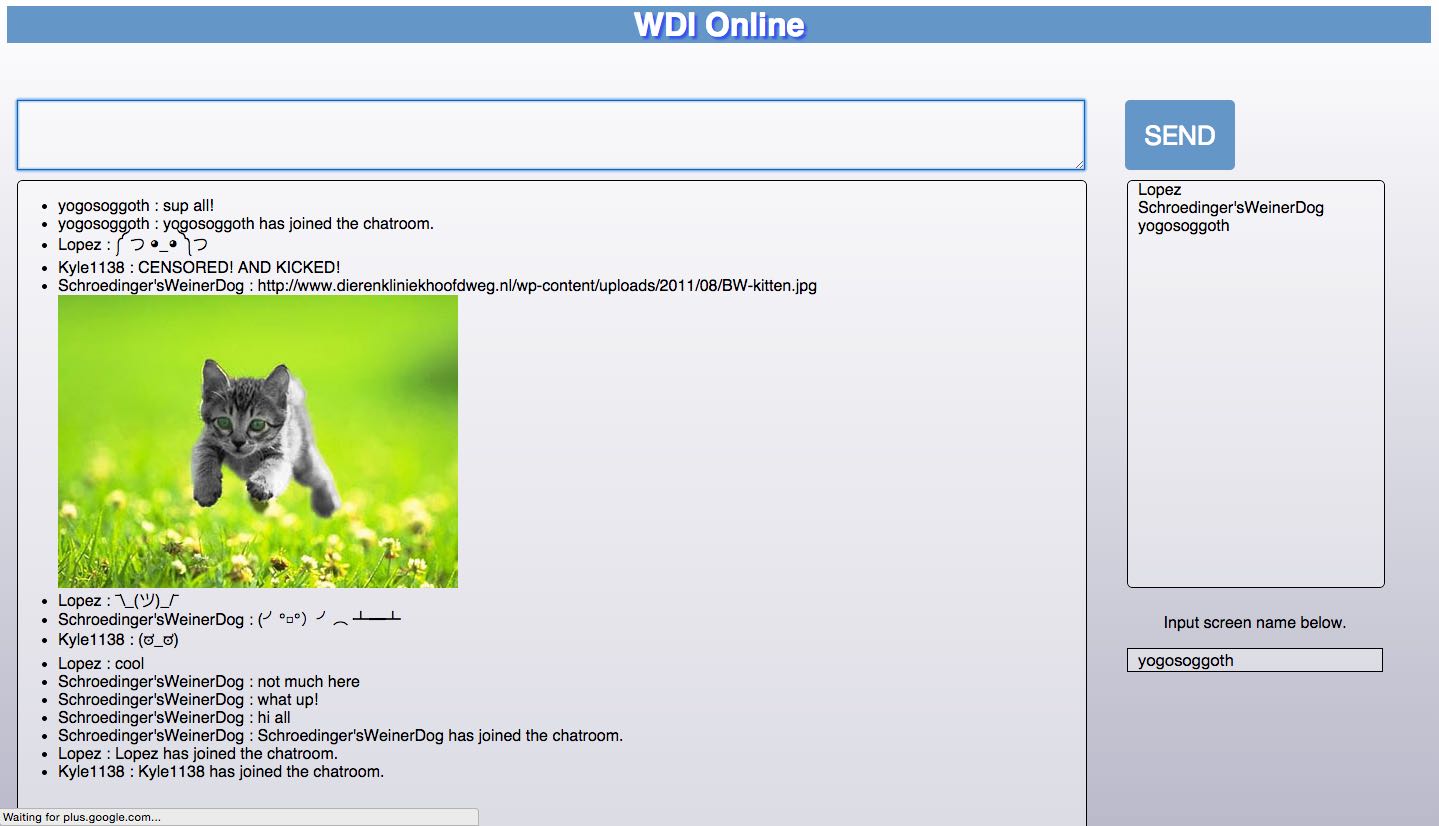 WDI Online
SEND
yogosoggoth : sup all!
yogosoggoth : yogosoggoth has joined the chatroom.
Lopez : ༼ つ ◕_◕ ༽つ
Kyle1138 : CENSORED! AND KICKED!
Schroedinger'sWeinerDog : http://www.dierenkliniekhoofdweg.nl/wp-content/uploads/2011/08/BW-kitten.jpg
Lopez : ¯\_(ツ)_/¯
Schroedinger'sWeinerDog : (╯°□°）╯︵ ┻━┻
Kyle1138 : (ಠ_ಠ)
Lopez : cool
Schroedinger'sWeinerDog : not much here
Schroedinger'sWeinerDog : what up!
Schroedinger'sWeinerDog : hi all
Schroedinger'sWeinerDog : Schroedinger'sWeinerDog has joined the chatroom.
Lopez : Lopez has joined the chatroom.
Kyle1138 : Kyle1138 has joined the chatroom.
Lopez
Schroedinger'sWeinerDog
yogosoggoth
Input screen name below.
yogosoggoth
Waiting for plus.google.com...